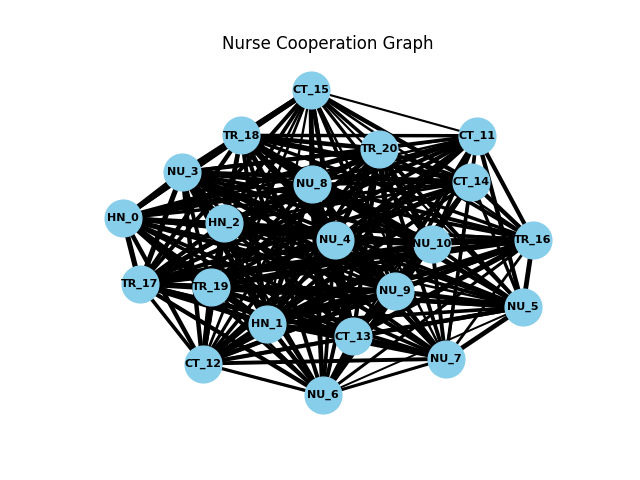 Nurse Cooperation Graph
CT_15
TR_18
CT_11
TR_20
NU_3
NU_8
CT_14
HN_0
HN_2
NU_4
NU_10
TR_16
TR_17
TR_19
NU_9
NU_5
HN_1
CT_13
CT_12
NU_7
NU_6